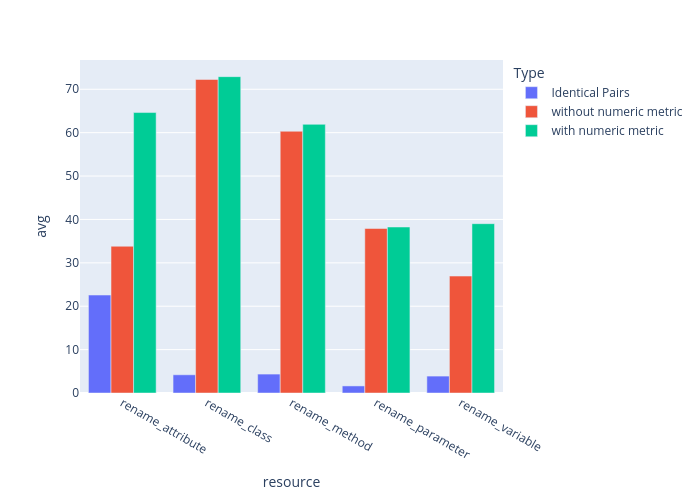 Type
Identical Pairs
without numeric metric
with numeric metric
avg
70
60
50
40
30
20
10
0
rename_attribute
rename_class
rename_method
rename_parameter
rename_variable
resource